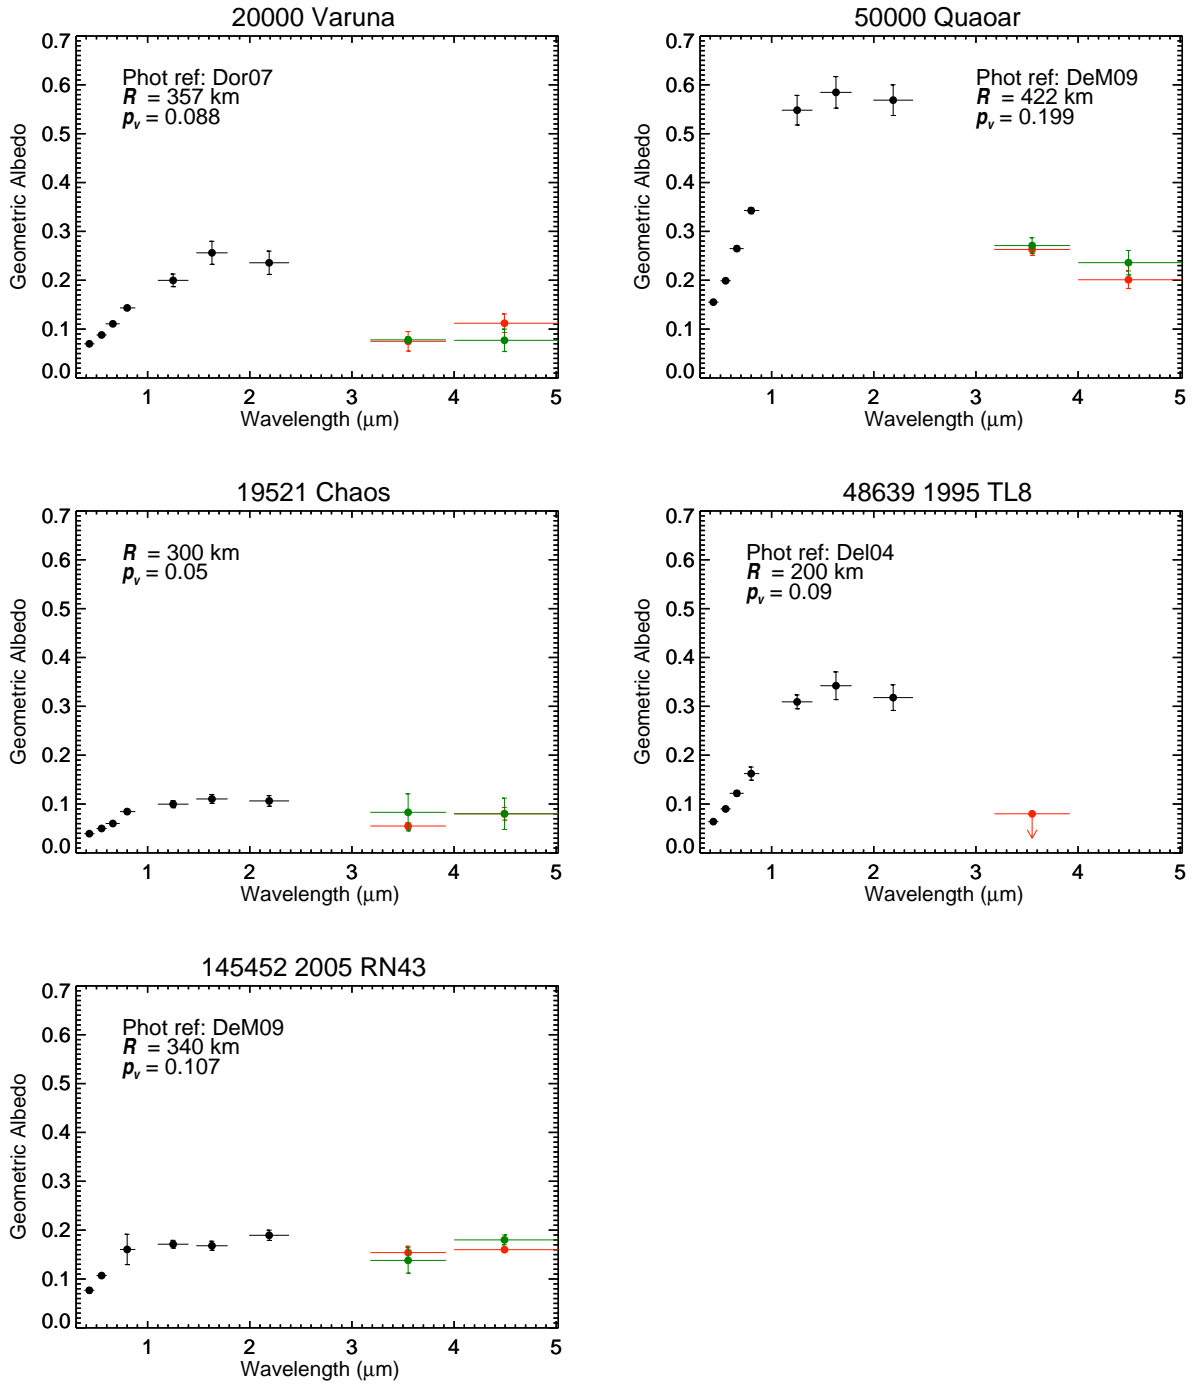 20000 Varuna
0.7
0.6
0.5
0.4
0.3
0.2
0.1
0.0
Geometric Albedo
Phot ref: Dor07
R = 357 km
pv = 0.088
1 2 3 4 5
Wavelength (μm)
50000 Quaoar
0.7
0.6
0.5
0.4
0.3
0.2
0.1
0.0
Geometric Albedo
Phot ref: DeM09
R = 422 km
pv = 0.199
1 2 3 4 5
Wavelength (μm)
19521 Chaos
0.7
0.6
0.5
0.4
0.3
0.2
0.1
0.0
Geometric Albedo
R = 300 km
pv = 0.05
1 2 3 4 5
Wavelength (μm)
48639 1995 TL8
0.7
0.6
0.5
0.4
0.3
0.2
0.1
0.0
Geometric Albedo
Phot ref: Del04
R = 200 km
pv = 0.09
1 2 3 4 5
Wavelength (μm)
145452 2005 RN43
0.7
0.6
0.5
0.4
0.3
0.2
0.1
0.0
Geometric Albedo
Phot ref: DeM09
R = 340 km
pv = 0.107
1 2 3 4 5
Wavelength (μm)